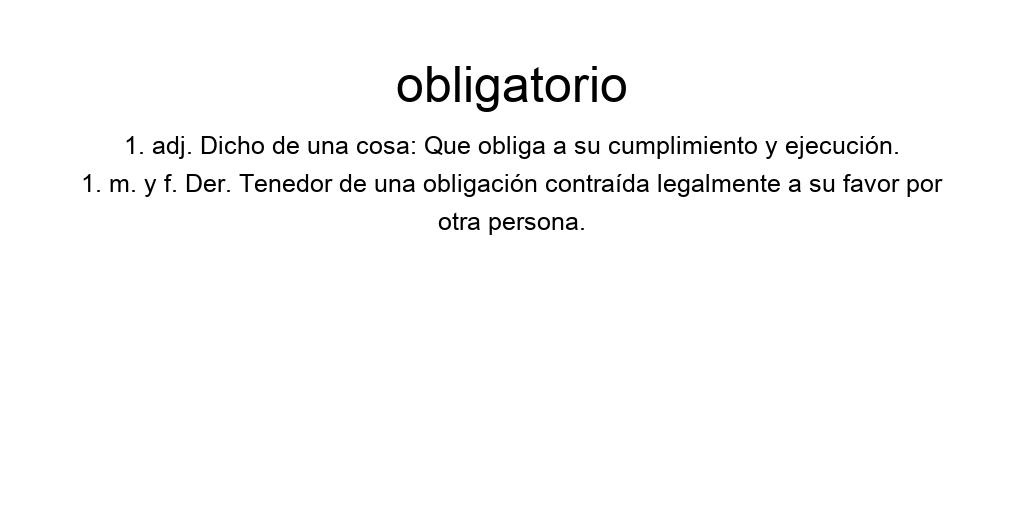 obligatorio
1. adj. Dicho de una cosa: Que obliga a su cumplimiento y ejecución.
1. m. y f. Der. Tenedor de una obligación contraída legalmente a su favor por
otra persona.